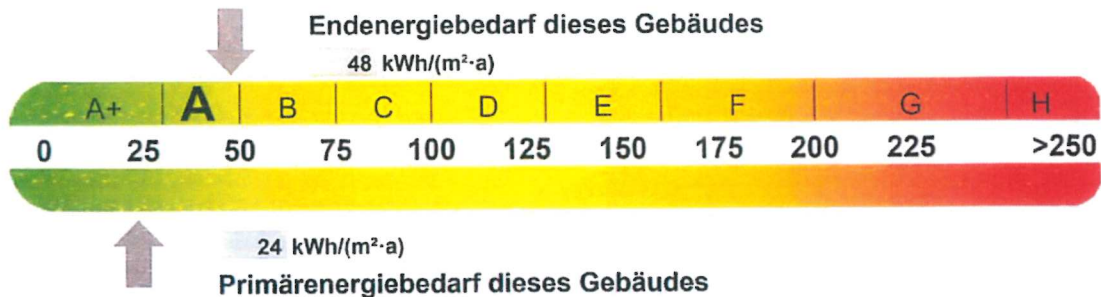 Endenergiebedarf dieses Gebäudes
48 kWh/(m²·a)
A+ A B C D E F G H
0 25 50 75 100 125 150 175 200 225 >250
24 kWh/(m²·a)
Primärenergiebedarf dieses Gebäudes